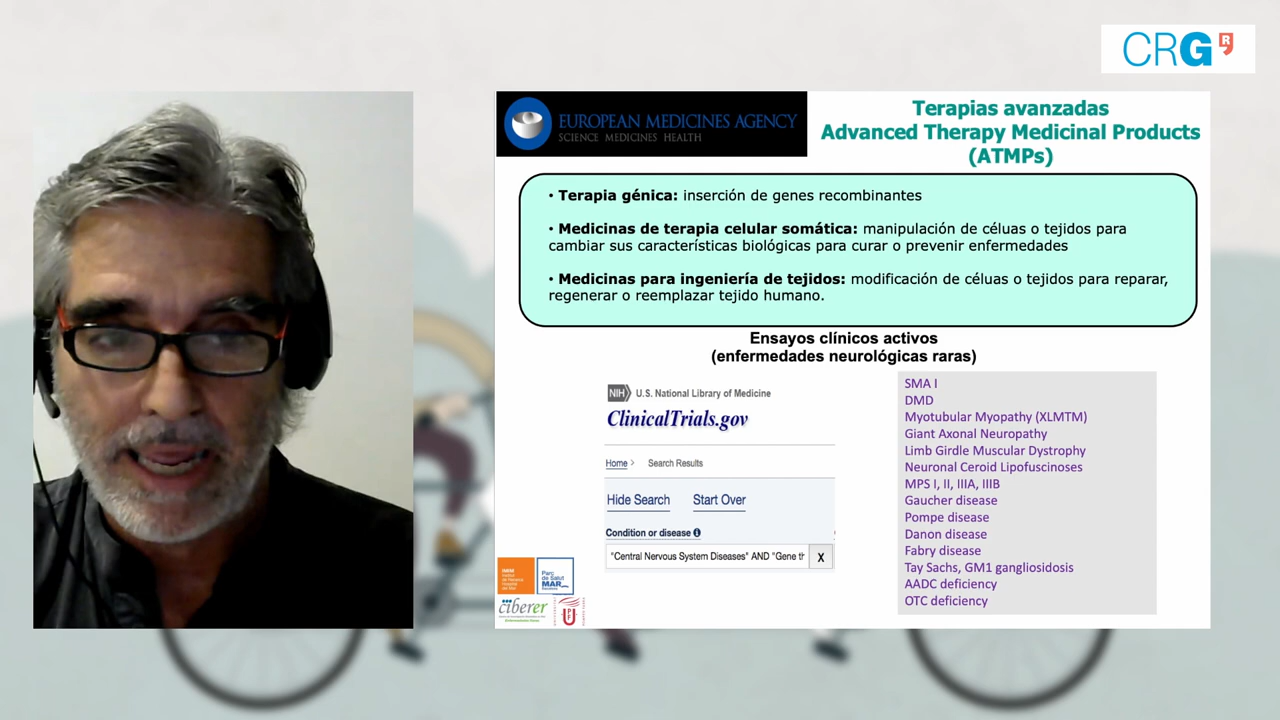 CRG
EUROPEAN MEDICINES AGENCY
SCIENCE MEDICINES HEALTH
Terapias avanzadas
Advanced Therapy Medicinal Products
(ATMPs)
• Terapia génica: inserción de genes recombinantes
• Medicinas de terapia celular somática: manipulación de céluas o tejidos para
cambiar sus características biológicas para curar o prevenir enfermedades
• Medicinas para ingeniería de tejidos: modificación de céluas o tejidos para reparar,
regenerar o reemplazar tejido humano.
Ensayos clínicos activos
(enfermedades neurológicas raras)
NIH U.S. National Library of Medicine
ClinicalTrials.gov
Home > Search Results
Hide Search Start Over
Condition or disease
"Central Nervous System Diseases" AND "Gene th X
SMA I
DMD
Myotubular Myopathy (XLMTM)
Giant Axonal Neuropathy
Limb Girdle Muscular Dystrophy
Neuronal Ceroid Lipofuscinoses
MPS I, II, IIIA, IIIB
Gaucher disease
Pompe disease
Danon disease
Fabry disease
Tay Sachs, GM1 gangliosidosis
AADC deficiency
OTC deficiency
Parc
de Salut
MAR
ciberer